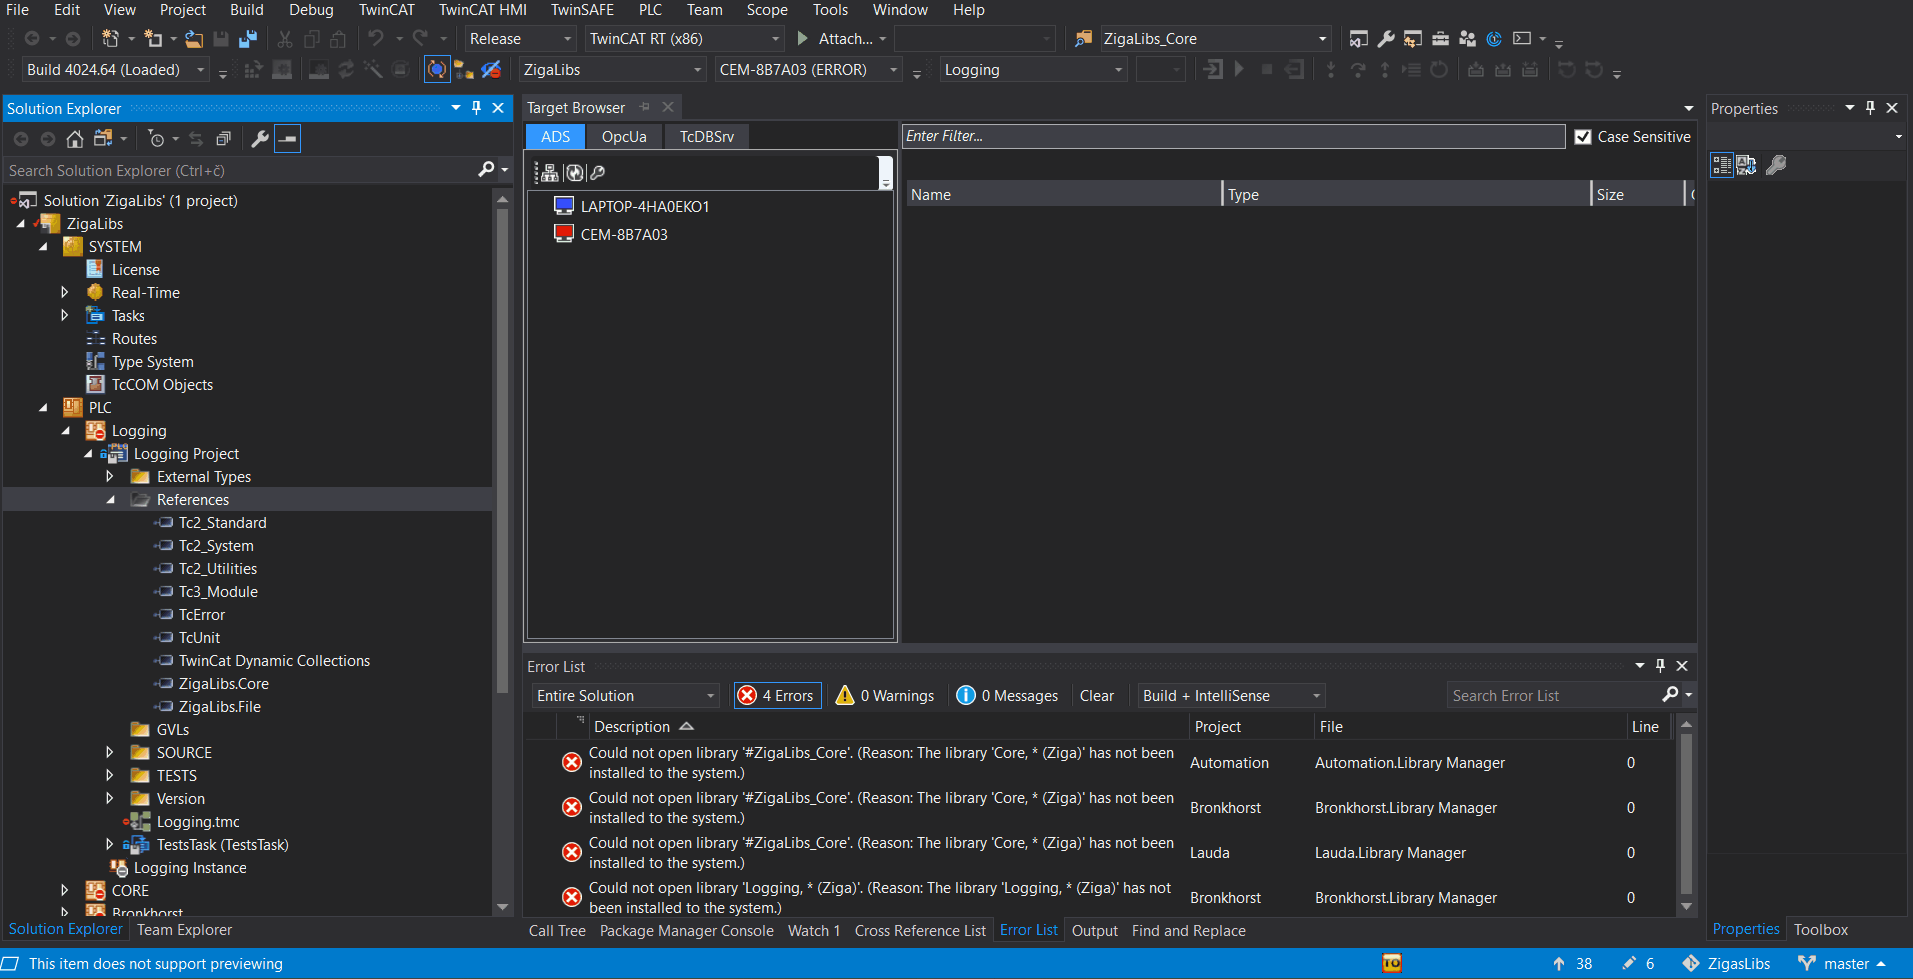 File Edit View Project Build Debug TwinCAT TwinCAT HMI TwinSAFE PLC Team Scope Tools Window Help
Release TwinCAT RT (x86) Attach... ZigaLibs_Core
Build 4024.64 (Loaded) ZigaLibs CEM-8B7A03 (ERROR) Logging
Solution Explorer
Search Solution Explorer (Ctrl+č)
Solution 'ZigaLibs' (1 project)
ZigaLibs
SYSTEM
License
Real-Time
Tasks
Routes
Type System
TcCOM Objects
PLC
Logging
Logging Project
External Types
References
Tc2_Standard
Tc2_System
Tc2_Utilities
Tc3_Module
TcError
TcUnit
TwinCat Dynamic Collections
ZigaLibs.Core
ZigaLibs.File
GVLs
SOURCE
TESTS
Version
Logging.tmc
TestsTask (TestsTask)
Logging Instance
CORE
Bronkhorst
Solution Explorer Team Explorer
Target Browser
ADS OpcUa TcDBSrv
LAPTOP-4HA0EKO1
CEM-8B7A03
Enter Filter... Case Sensitive
Name Type Size
Error List
Entire Solution 4 Errors 0 Warnings 0 Messages Clear Build + IntelliSense Search Error List
Description Project File Line
Could not open library '#ZigaLibs_Core'. (Reason: The library 'Core, * (Ziga)' has not been
installed to the system.) Automation Automation.Library Manager 0
Could not open library '#ZigaLibs_Core'. (Reason: The library 'Core, * (Ziga)' has not been
installed to the system.) Bronkhorst Bronkhorst.Library Manager 0
Could not open library '#ZigaLibs_Core'. (Reason: The library 'Core, * (Ziga)' has not been
installed to the system.) Lauda Lauda.Library Manager 0
Could not open library 'Logging, * (Ziga)'. (Reason: The library 'Logging, * (Ziga)' has not
been installed to the system.) Bronkhorst Bronkhorst.Library Manager 0
Call Tree Package Manager Console Watch 1 Cross Reference List Error List Output Find and Replace
Properties
Properties Toolbox
This item does not support previewing 38 6 ZigasLibs master